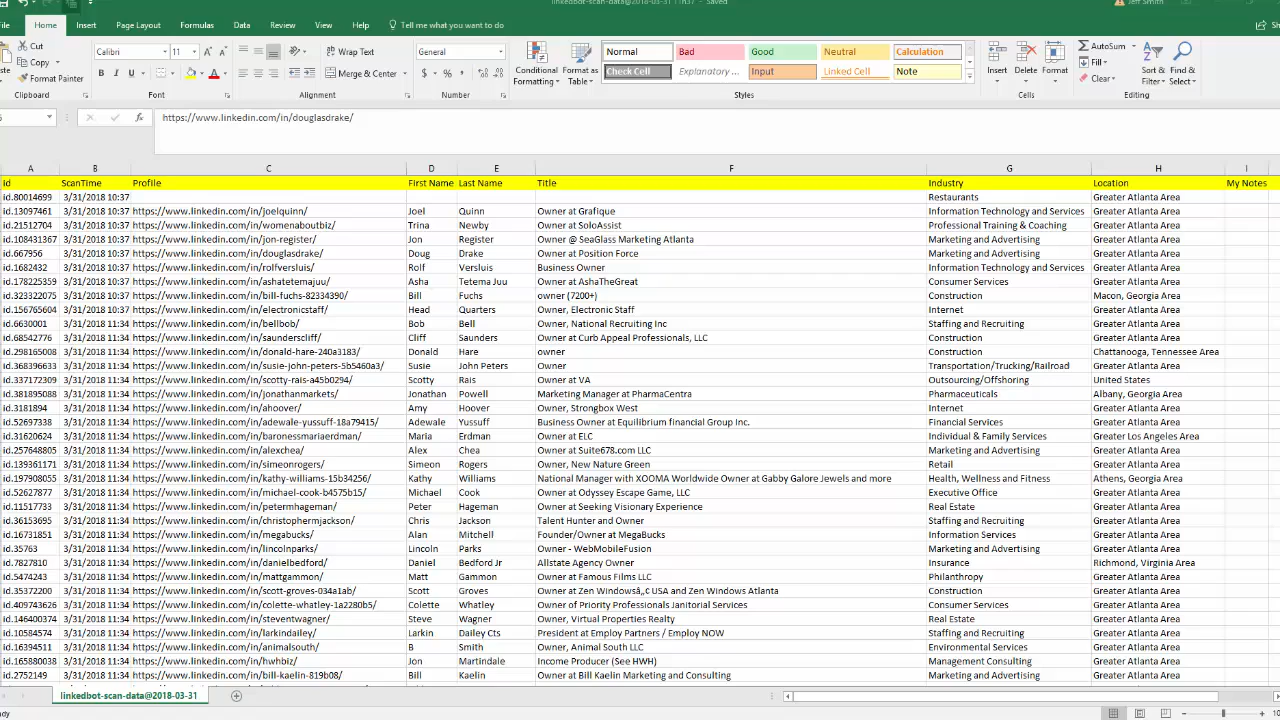 linkedbot-scan-data@2018-03-31 11h37 - Saved Jeff Smith
File Home Insert Page Layout Formulas Data Review View Help Tell me what you want to do Sha
Cut Calibri 11 Wrap Text General Normal Bad Good Neutral Calculation AutoSum
Copy Fill
Format Painter B I U Merge & Center $ % , Conditional Formatting Format as Table Check Cell Explanatory ... Input Linked Cell Note Insert Delete Format Clear Sort & Filter Find & Select
Clipboard Font Alignment Number Styles Cells Editing
fx https://www.linkedin.com/in/douglasdrake/
A B C D E F G H I
id ScanTime Profile First Name Last Name Title Industry Location My Notes
id.80014699 3/31/2018 10:37 Restaurants Greater Atlanta Area
id.13097461 3/31/2018 10:37 https://www.linkedin.com/in/joelquinn/ Joel Quinn Owner at Grafique Information Technology and Services Greater Atlanta Area
id.21512704 3/31/2018 10:37 https://www.linkedin.com/in/womenaboutbiz/ Trina Newby Owner at SoloAssist Professional Training & Coaching Greater Atlanta Area
id.108431367 3/31/2018 10:37 https://www.linkedin.com/in/jon-register/ Jon Register Owner @ SeaGlass Marketing Atlanta Marketing and Advertising Greater Atlanta Area
id.667956 3/31/2018 10:37 https://www.linkedin.com/in/douglasdrake/ Doug Drake Owner at Position Force Marketing and Advertising Greater Atlanta Area
id.1682432 3/31/2018 10:37 https://www.linkedin.com/in/rolfversluis/ Rolf Versluis Business Owner Information Technology and Services Greater Atlanta Area
id.178225359 3/31/2018 10:37 https://www.linkedin.com/in/ashatetemajuu/ Asha Tetema Juu Owner at AshaTheGreat Consumer Services Greater Atlanta Area
id.323322075 3/31/2018 10:37 https://www.linkedin.com/in/bill-fuchs-82334390/ Bill Fuchs owner (7200+) Construction Macon, Georgia Area
id.156765604 3/31/2018 10:37 https://www.linkedin.com/in/electronicstaff/ Head Quarters Owner, Electronic Staff Internet Greater Atlanta Area
id.6630001 3/31/2018 11:34 https://www.linkedin.com/in/bellbob/ Bob Bell Owner, National Recruiting Inc Staffing and Recruiting Greater Atlanta Area
id.68542776 3/31/2018 11:34 https://www.linkedin.com/in/saunderscliff/ Cliff Saunders Owner at Curb Appeal Professionals, LLC Construction Greater Atlanta Area
id.298165008 3/31/2018 11:34 https://www.linkedin.com/in/donald-hare-240a3183/ Donald Hare owner Construction Chattanooga, Tennessee Area
id.368396633 3/31/2018 11:34 https://www.linkedin.com/in/susie-john-peters-5b5460a3/ Susie John Peters Owner Transportation/Trucking/Railroad Greater Atlanta Area
id.337172309 3/31/2018 11:34 https://www.linkedin.com/in/scotty-rais-a45b0294/ Scotty Rais Owner at VA Outsourcing/Offshoring United States
id.381895088 3/31/2018 11:34 https://www.linkedin.com/in/jonathanmarkets/ Jonathan Powell Marketing Manager at PharmaCentra Pharmaceuticals Albany, Georgia Area
id.3181894 3/31/2018 11:34 https://www.linkedin.com/in/ahoover/ Amy Hoover Owner, Strongbox West Internet Greater Atlanta Area
id.52697338 3/31/2018 11:34 https://www.linkedin.com/in/adewale-yussuff-18a79415/ Adewale Yussuff Business Owner at Equilibrium financial Group Inc. Financial Services Greater Atlanta Area
id.31620624 3/31/2018 11:34 https://www.linkedin.com/in/baronessmariaerdman/ Maria Erdman Owner at ELC Individual & Family Services Greater Los Angeles Area
id.257648805 3/31/2018 11:34 https://www.linkedin.com/in/alexchea/ Alex Chea Owner at Suite678.com LLC Marketing and Advertising Greater Atlanta Area
id.139361171 3/31/2018 11:34 https://www.linkedin.com/in/simeonrogers/ Simeon Rogers Owner, New Nature Green Retail Greater Atlanta Area
id.197908055 3/31/2018 11:34 https://www.linkedin.com/in/kathy-williams-15b34256/ Kathy Williams National Manager with XOOMA Worldwide Owner at Gabby Galore Jewels and more Health, Wellness and Fitness Athens, Georgia Area
id.52627877 3/31/2018 11:34 https://www.linkedin.com/in/michael-cook-b4575b15/ Michael Cook Owner at Odyssey Escape Game, LLC Executive Office Greater Atlanta Area
id.11517733 3/31/2018 11:34 https://www.linkedin.com/in/petermhageman/ Peter Hageman Owner at Seeking Visionary Experience Real Estate Greater Atlanta Area
id.36153695 3/31/2018 11:34 https://www.linkedin.com/in/christophermjackson/ Chris Jackson Talent Hunter and Owner Staffing and Recruiting Greater Atlanta Area
id.16731851 3/31/2018 11:34 https://www.linkedin.com/in/megabucks/ Alan Mitchell Founder/Owner at MegaBucks Information Services Greater Atlanta Area
id.35763 3/31/2018 11:34 https://www.linkedin.com/in/lincolnparks/ Lincoln Parks Owner - WebMobileFusion Marketing and Advertising Greater Atlanta Area
id.7827810 3/31/2018 11:34 https://www.linkedin.com/in/danielbedford/ Daniel Bedford Jr Allstate Agency Owner Insurance Richmond, Virginia Area
id.5474243 3/31/2018 11:34 https://www.linkedin.com/in/mattgammon/ Matt Gammon Owner at Famous Films LLC Philanthropy Greater Atlanta Area
id.35372200 3/31/2018 11:34 https://www.linkedin.com/in/scott-groves-034a1ab/ Scott Groves Owner at Zen Windowsâ„¢ USA and Zen Windows Atlanta Construction Greater Atlanta Area
id.409743626 3/31/2018 11:34 https://www.linkedin.com/in/colette-whatley-1a2280b5/ Colette Whatley Owner of Priority Professionals Janitorial Services Consumer Services Greater Atlanta Area
id.146400374 3/31/2018 11:34 https://www.linkedin.com/in/steventwagner/ Steve Wagner Owner, Virtual Properties Realty Real Estate Greater Atlanta Area
id.10584574 3/31/2018 11:34 https://www.linkedin.com/in/larkindailey/ Larkin Dailey Cts President at Employ Partners / Employ NOW Staffing and Recruiting Greater Atlanta Area
id.16394511 3/31/2018 11:34 https://www.linkedin.com/in/animalsouth/ B Smith Owner, Animal South LLC Environmental Services Greater Atlanta Area
id.165880038 3/31/2018 11:34 https://www.linkedin.com/in/hwhbiz/ Jon Martindale Income Producer (See HWH) Management Consulting Greater Atlanta Area
id.2752149 3/31/2018 11:34 https://www.linkedin.com/in/bill-kaelin-819b08/ Bill Kaelin Owner at Bill Kaelin Marketing and Consulting Marketing and Advertising Greater Atlanta Area
linkedbot-scan-data@2018-03-31